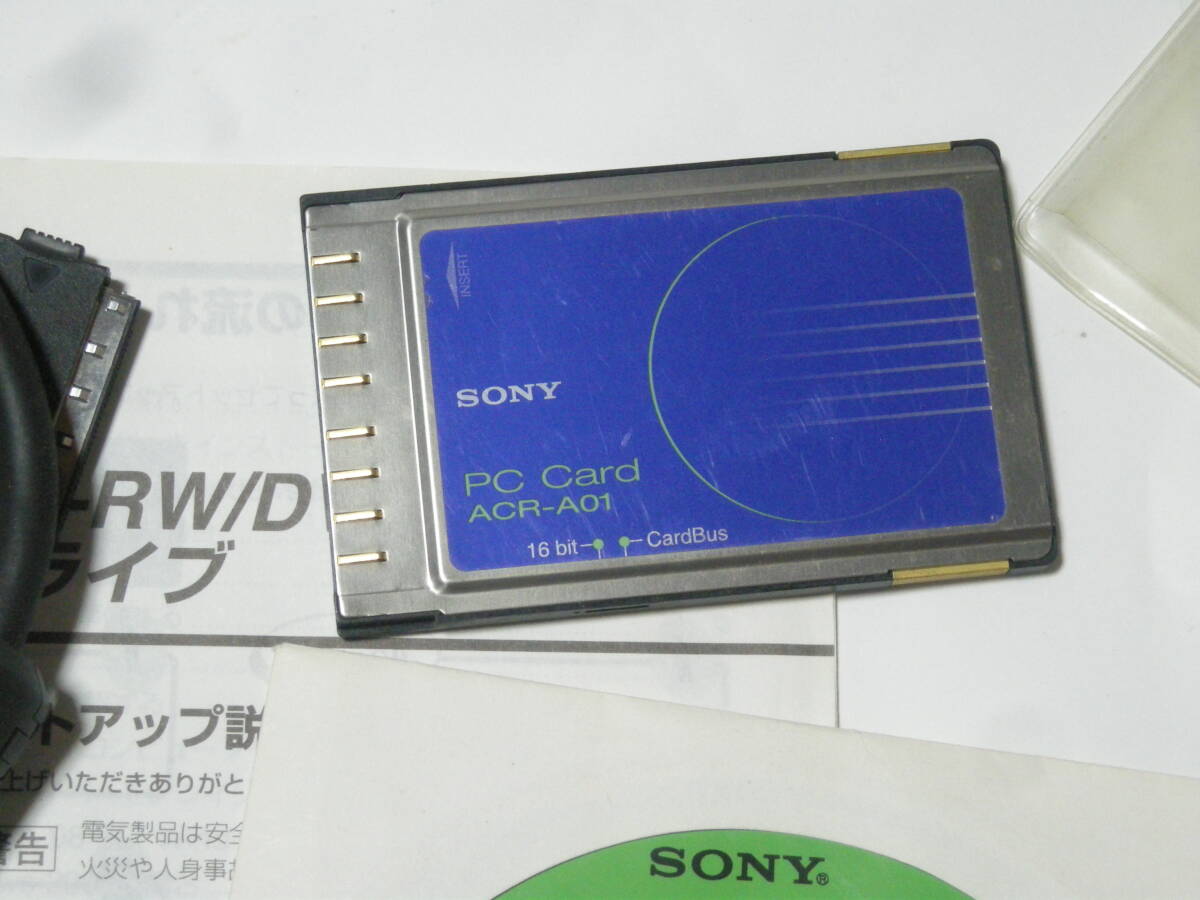 INSERT
SONY
PC Card
ACR-A01
16 bit
CardBus
の流れ
-RW/D
ライブ
トアップ説
上げいただきありがと
警告
電気製品は安全
火災や人身事故
SONY®